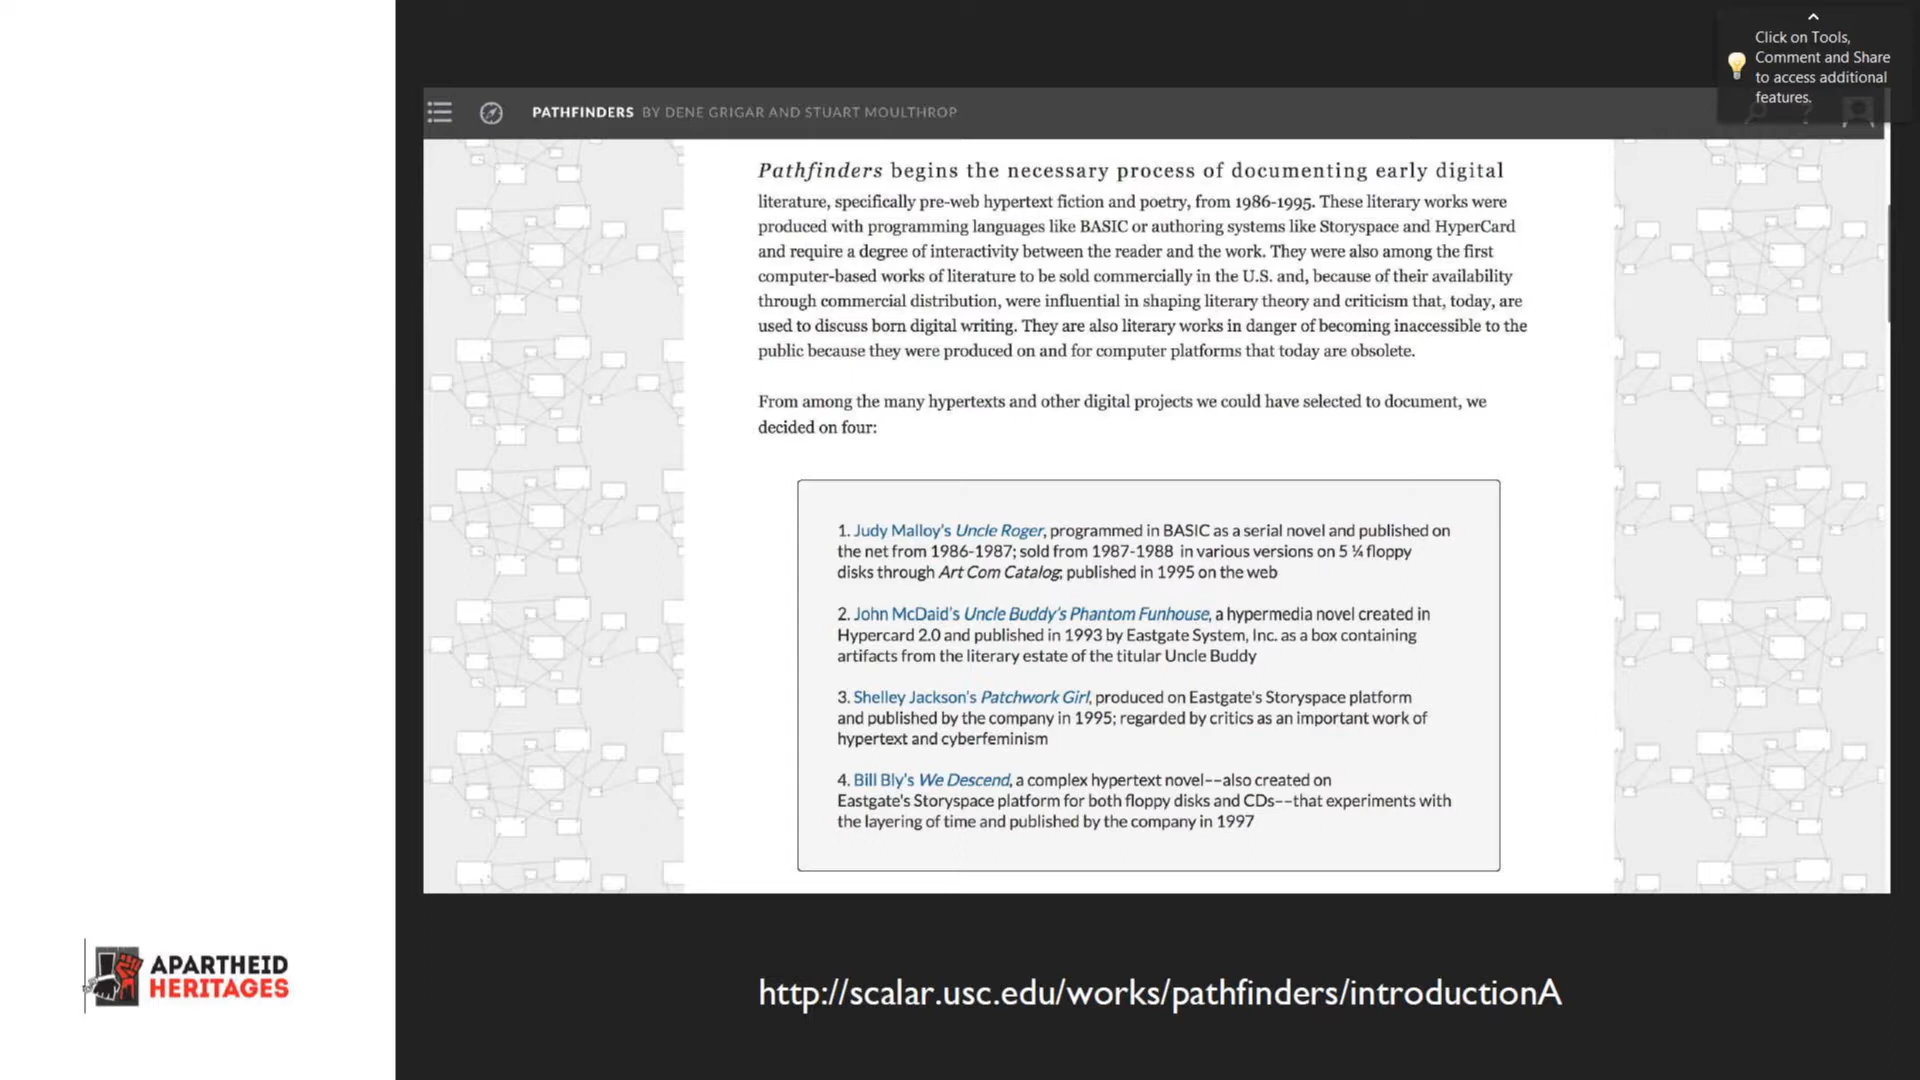 Click on Tools,
Comment and Share
to access additional
features.
PATHFINDERS BY DENE GRIGAR AND STUART MOULTHROP
Pathfinders begins the necessary process of documenting early digital
literature, specifically pre-web hypertext fiction and poetry, from 1986-1995. These literary works were
produced with programming languages like BASIC or authoring systems like Storyspace and HyperCard
and require a degree of interactivity between the reader and the work. They were also among the first
computer-based works of literature to be sold commercially in the U.S. and, because of their availability
through commercial distribution, were influential in shaping literary theory and criticism that, today, are
used to discuss born digital writing. They are also literary works in danger of becoming inaccessible to the
public because they were produced on and for computer platforms that today are obsolete.
From among the many hypertexts and other digital projects we could have selected to document, we
decided on four:
1. Judy Malloy's Uncle Roger, programmed in BASIC as a serial novel and published on
the net from 1986-1987; sold from 1987-1988 in various versions on 5 ¼ floppy
disks through Art Com Catalog; published in 1995 on the web
2. John McDaid's Uncle Buddy's Phantom Funhouse, a hypermedia novel created in
Hypercard 2.0 and published in 1993 by Eastgate System, Inc. as a box containing
artifacts from the literary estate of the titular Uncle Buddy
3. Shelley Jackson's Patchwork Girl, produced on Eastgate's Storyspace platform
and published by the company in 1995; regarded by critics as an important work of
hypertext and cyberfeminism
4. Bill Bly's We Descend, a complex hypertext novel--also created on
Eastgate's Storyspace platform for both floppy disks and CDs--that experiments with
the layering of time and published by the company in 1997
APARTHEID
HERITAGES
http://scalar.usc.edu/works/pathfinders/introductionA